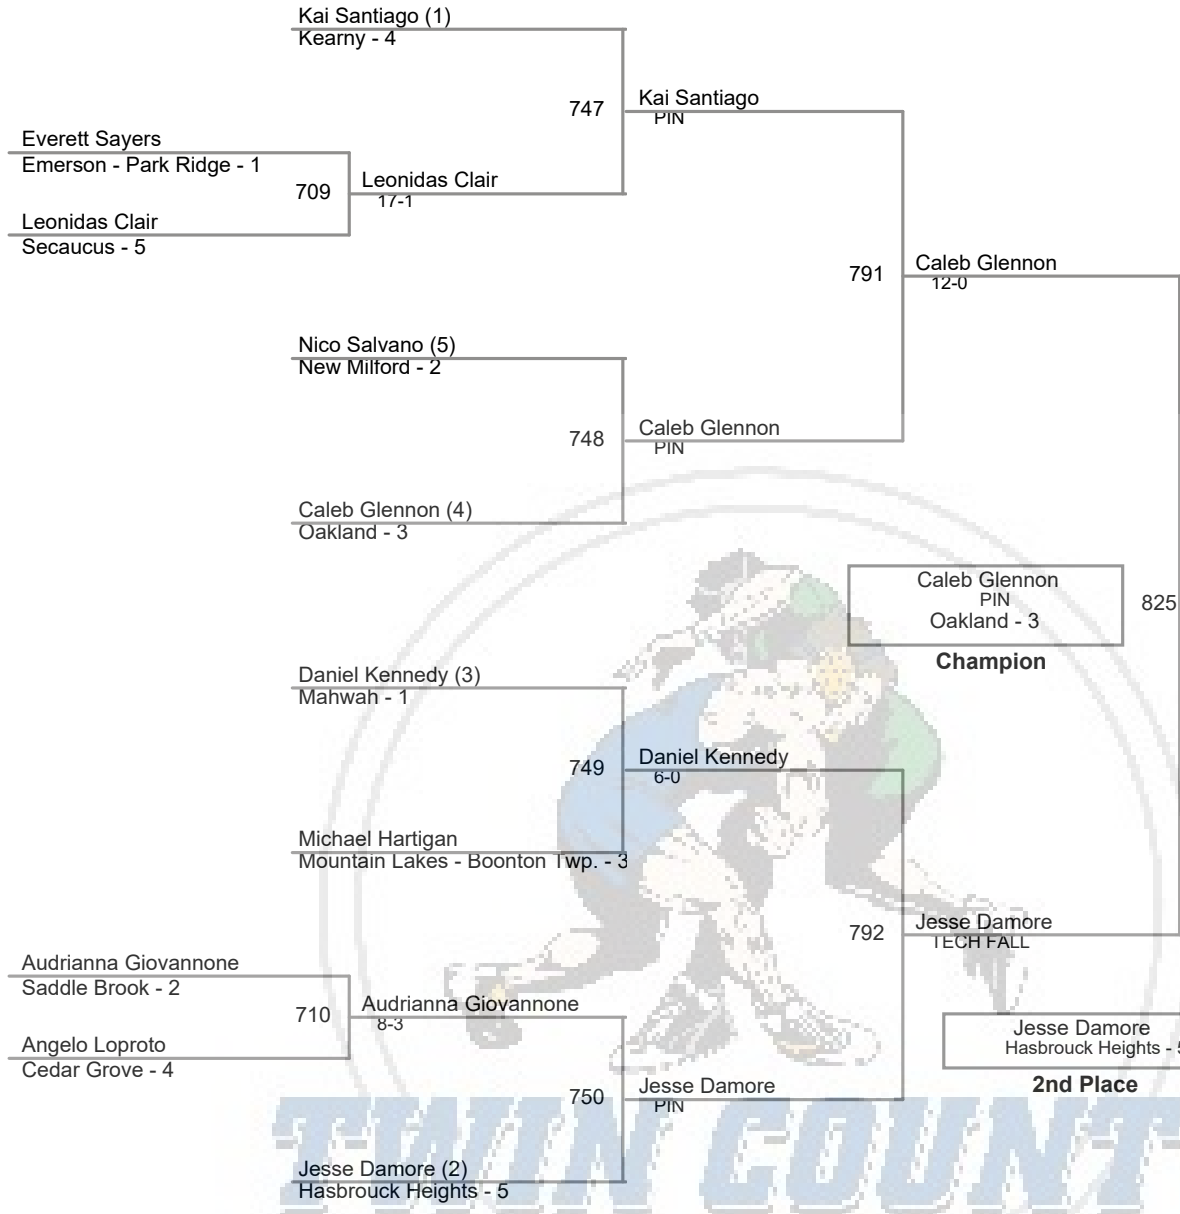 Kai Santiago (1)
Kearny - 4
747
Kai Santiago
PIN
Everett Sayers
Emerson - Park Ridge - 1
709
Leonidas Clair
17-1
Leonidas Clair
Secaucus - 5
791
Caleb Glennon
12-0
Nico Salvano (5)
New Milford - 2
748
Caleb Glennon
PIN
Caleb Glennon (4)
Oakland - 3
Caleb Glennon
PIN
Oakland - 3
Champion
825
Daniel Kennedy (3)
Mahwah - 1
749
Daniel Kennedy
6-0
Michael Hartigan
Mountain Lakes - Boonton Twp. - 3
792
Jesse Damore
TECH FALL
Audrianna Giovannone
Saddle Brook - 2
710
Audrianna Giovannone
8-3
Angelo Loproto
Cedar Grove - 4
Jesse Damore
Hasbrouck Heights - 5
2nd Place
750
Jesse Damore
PIN
Jesse Damore (2)
Hasbrouck Heights - 5
TWIN COUNT